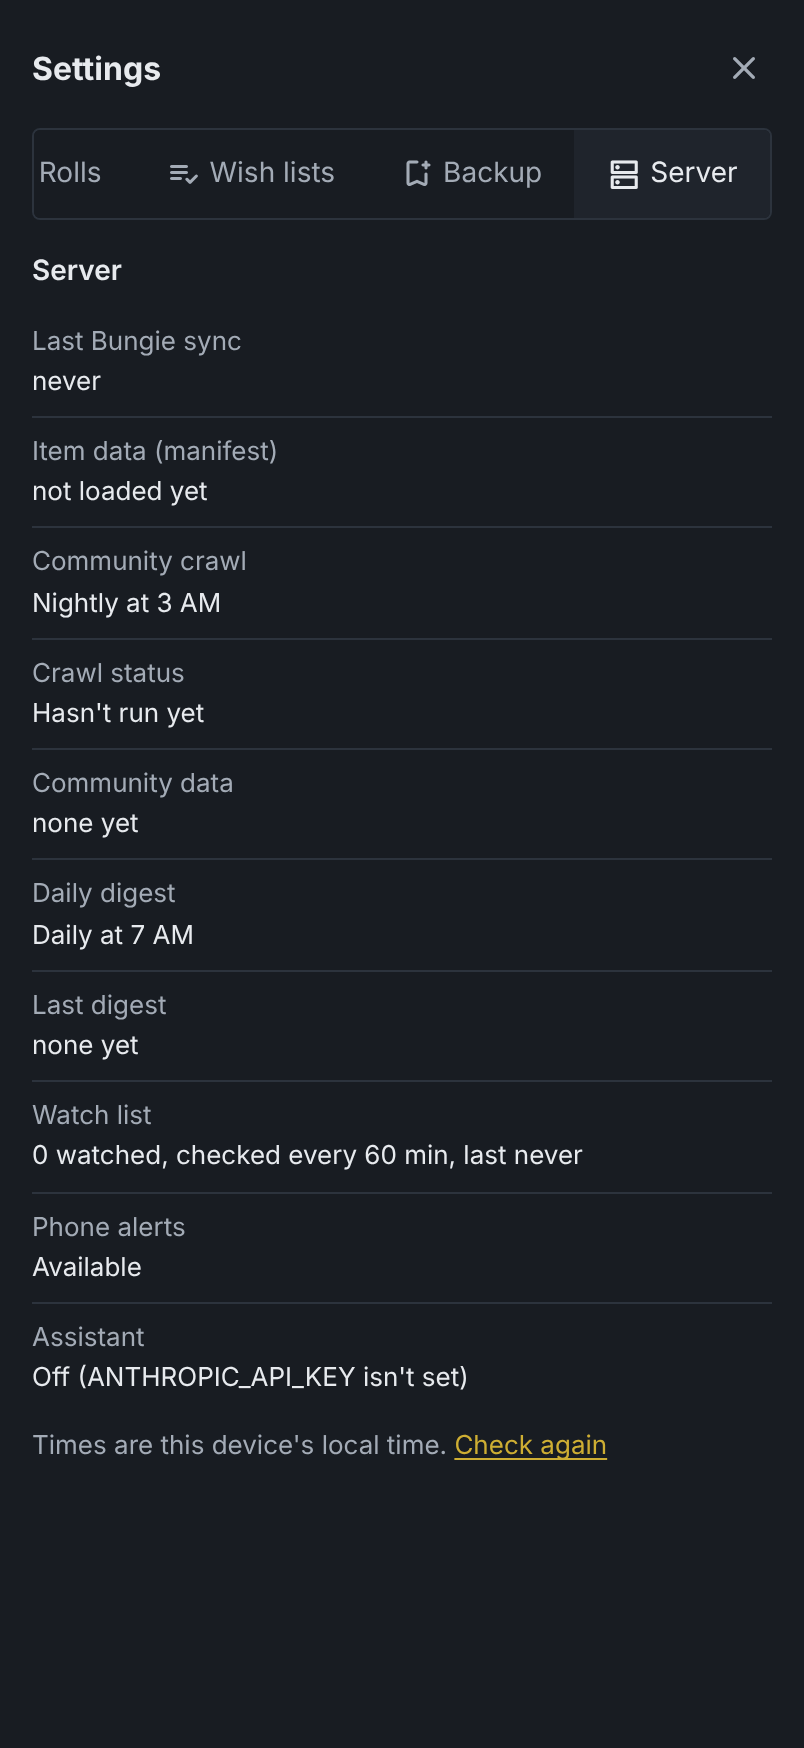 Settings
Rolls
Wish lists
Backup
Server
Server
Last Bungie sync
never
Item data (manifest)
not loaded yet
Community crawl
Nightly at 3 AM
Crawl status
Hasn't run yet
Community data
none yet
Daily digest
Daily at 7 AM
Last digest
none yet
Watch list
0 watched, checked every 60 min, last never
Phone alerts
Available
Assistant
Off (ANTHROPIC_API_KEY isn't set)
Times are this device's local time. Check again